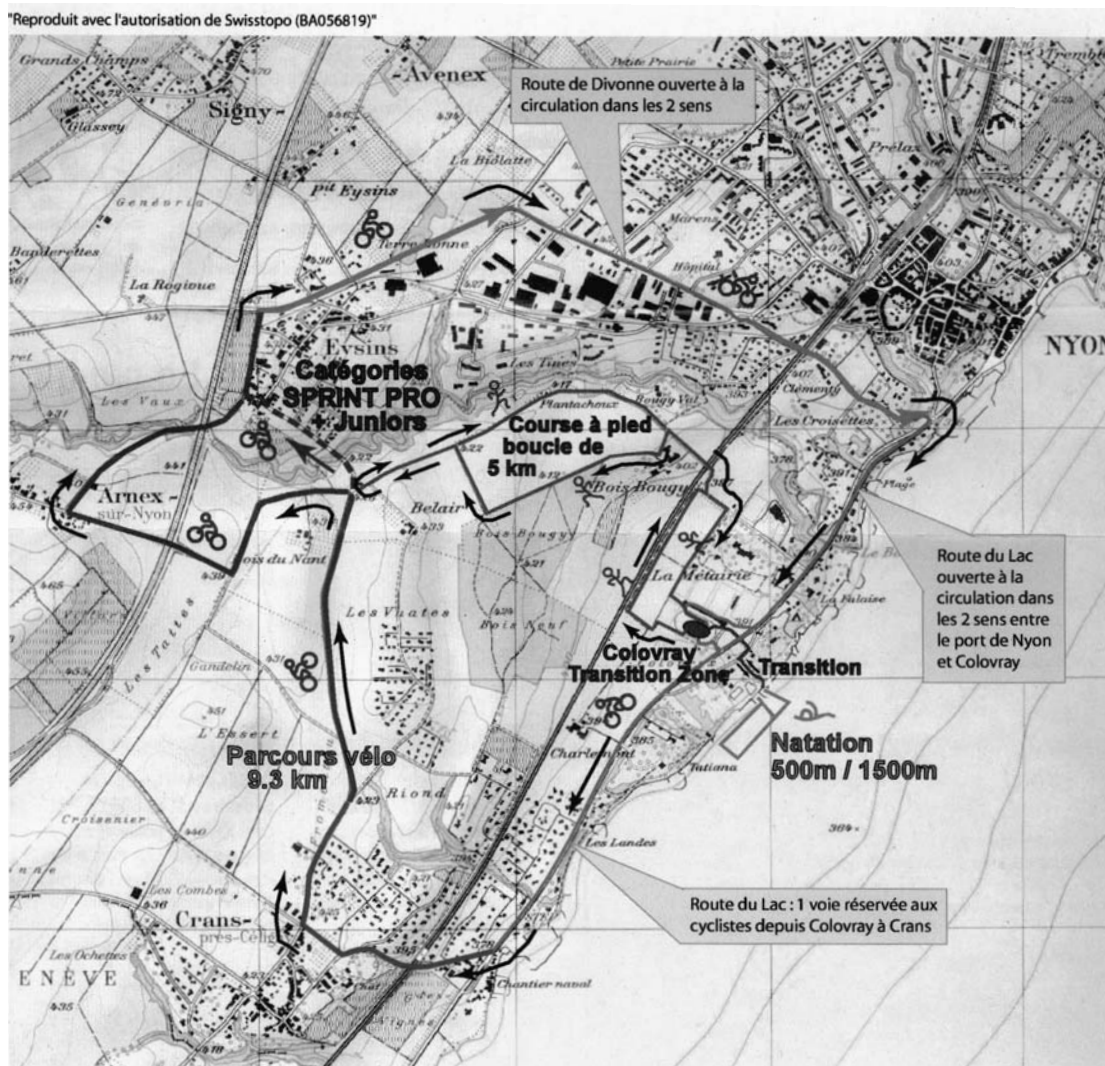 "Reproduit avec l'autorisation de Swisstopo (BA056819)"
Grands Champs
Avenex
Petite Prairie
Route de Divonne ouverte à la
circulation dans les 2 sens
Signy-
Glassey
La Biolatte
Prélaz
Genévria
Pᵗ Eysins
Marens
Banderettes
Terre Bonne
Hôpital
La Rogivue
Eysins
NYON
Les Tines
Catégories
SPRINT PRO
+ Juniors
Les Vaux
Clémenty
Plantachoux
Bougy Val
Les Croisettes
Course à pied
boucle de
5 km
Arnex-
sur-Nyon
Bois Bougy
Plage
Belair
Bois du Nant
Bois Bougy
Route du Lac
ouverte à la
circulation dans
les 2 sens entre
le port de Nyon
et Colovray
La Métairie
Les Vuates
Bois Neuf
La Falaise
Les Tattes
Colovray
Transition Zone
Transition
Gandelin
L'Essert
Charlemont
Natation
500m / 1500m
Tatiana
Parcours vélo
9.3 km
Riond
Croisenier
Les Landes
Les Combes
Route du Lac : 1 voie réservée aux
cyclistes depuis Colovray à Crans
Crans-
près-Célig
Les Ochettes
ENÈVE
Chantier naval
Vignes